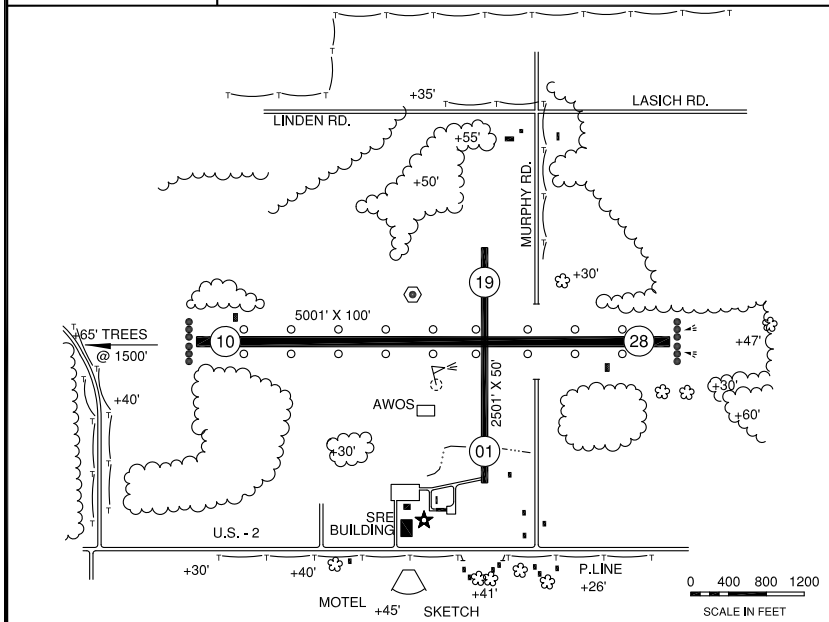 T T T T T T T T T
T
T T T
+35'
T T T
LINDEN RD.
LASICH RD.
+55'
+50'
MURPHY RD.
T
T
T
T
19
+30'
5001' X 100'
10
28
+65' TREES
@ 1500'
+47'
2501' X 50'
+40'
AWOS
+30'
+60'
+30'
01
SRE
BUILDING
U.S. - 2
+30'
+40'
MOTEL
+45'
SKETCH
+41'
P.LINE
+26'
0 400 800 1200
SCALE IN FEET